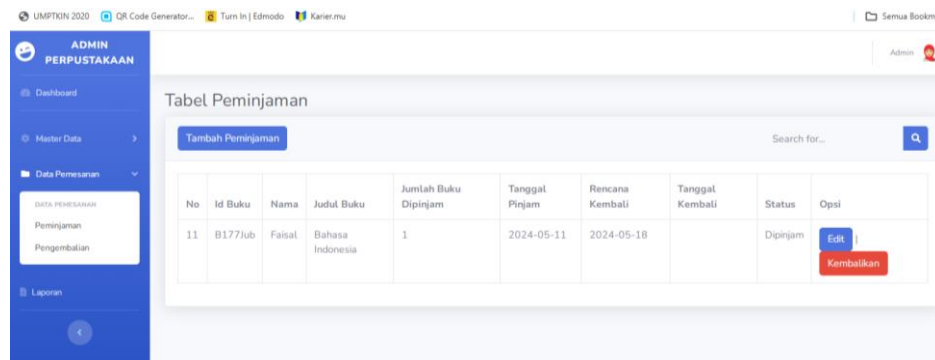 UMPTKIN 2020 QR Code Generator... Turn In | Edmodo Karier.mu Semua Bookm
ADMIN
PERPUSTAKAAN
Admin
Dashboard
Master Data
Data Pemesanan
DATA PEMESANAN
Peminjaman
Pengembalian
Laporan
Tabel Peminjaman
Tambah Peminjaman Search for...
No Id Buku Nama Judul Buku Jumlah Buku Dipinjam Tanggal Pinjam Rencana Kembali Tanggal Kembali Status Opsi
11 B177Jub Faisal Bahasa Indonesia 1 2024-05-11 2024-05-18 Dipinjam Edit |
Kembalikan